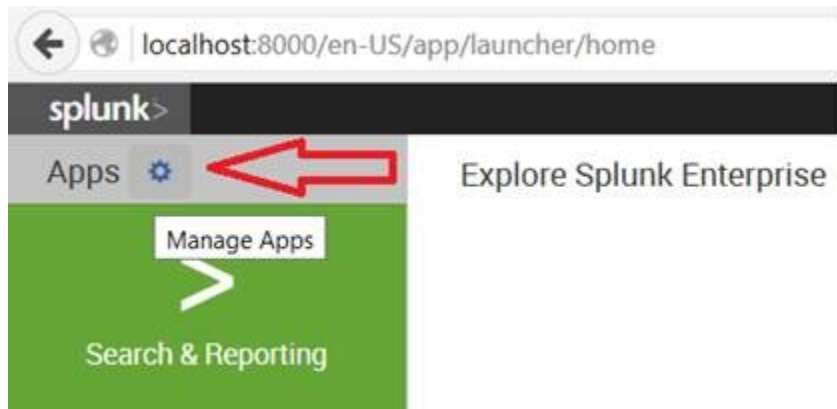 localhost:8000/en-US/app/launcher/home
splunk>
Apps
Explore Splunk Enterprise
Manage Apps
>
Search & Reporting